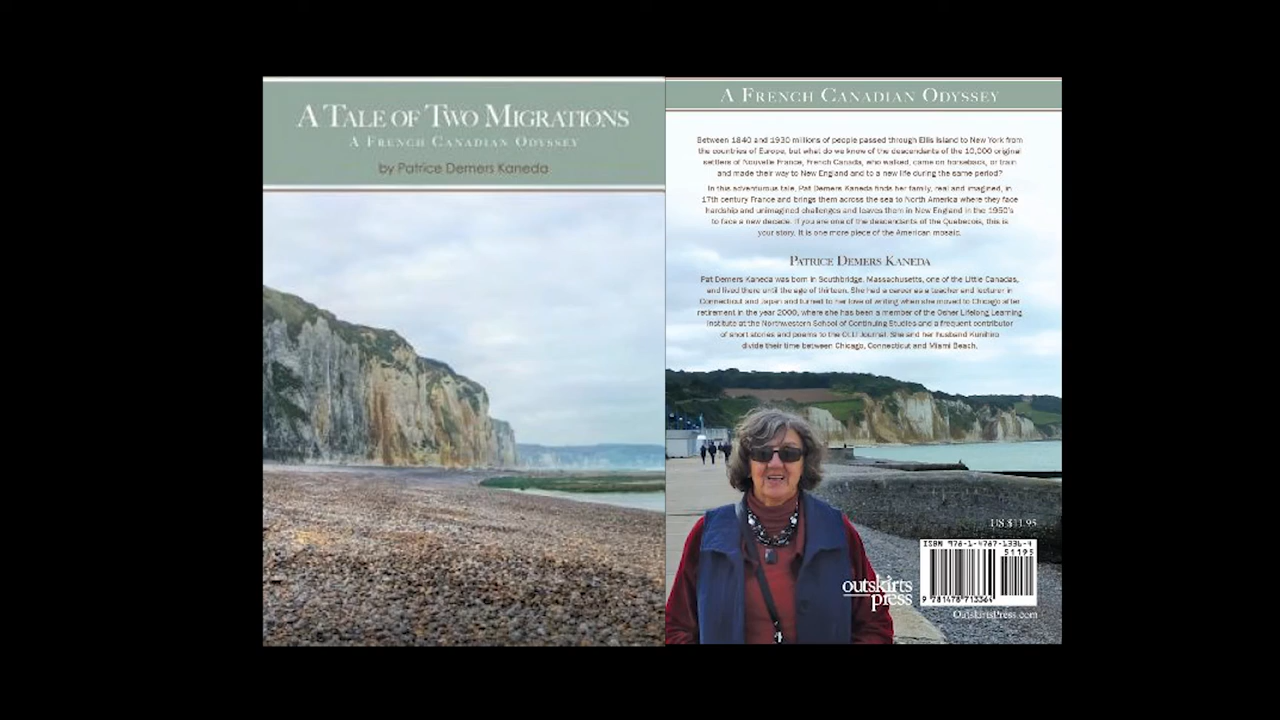 A TALE OF TWO MIGRATIONS
A FRENCH CANADIAN ODYSSEY
by Patrice Demers Kaneda
A FRENCH CANADIAN ODYSSEY
Between 1840 and 1930 millions of people passed through Ellis Island to New York from
the countries of Europe, but what do we know of the descendants of the 10,000 original
settlers of Nouvelle France, French Canada, who walked, came on horseback, or train
and made their way to New England and to a new life during the same period?
In this adventurous tale, Pat Demers Kaneda finds her family, real and imagined, in
17th century France and brings them across the sea to North America where they face
hardship and unimagined challenges and leaves them in New England in the 1950's
to face a new decade. If you are one of the descendants of the Quebecois, this is
your story. It is one more piece of the American mosaic.
PATRICE DEMERS KANEDA
Pat Demers Kaneda was born in Southbridge, Massachusetts, one of the Little Canadas,
and lived there until the age of thirteen. She had a career as a teacher and lecturer in
Connecticut and Japan and turned to her love of writing when she moved to Chicago after
retirement in the year 2000, where she has been a member of the Osher Lifelong Learning
Institute at the Northwestern School of Continuing Studies and a frequent contributor
of short stories and poems to the OLLI Journal. She and her husband Kunihiro
divide their time between Chicago, Connecticut and Miami Beach.
US $11.95
ISBN 978-1-4787-1336-4
51195
outskirts
press
9 781478 713364
OutskirtsPress.com